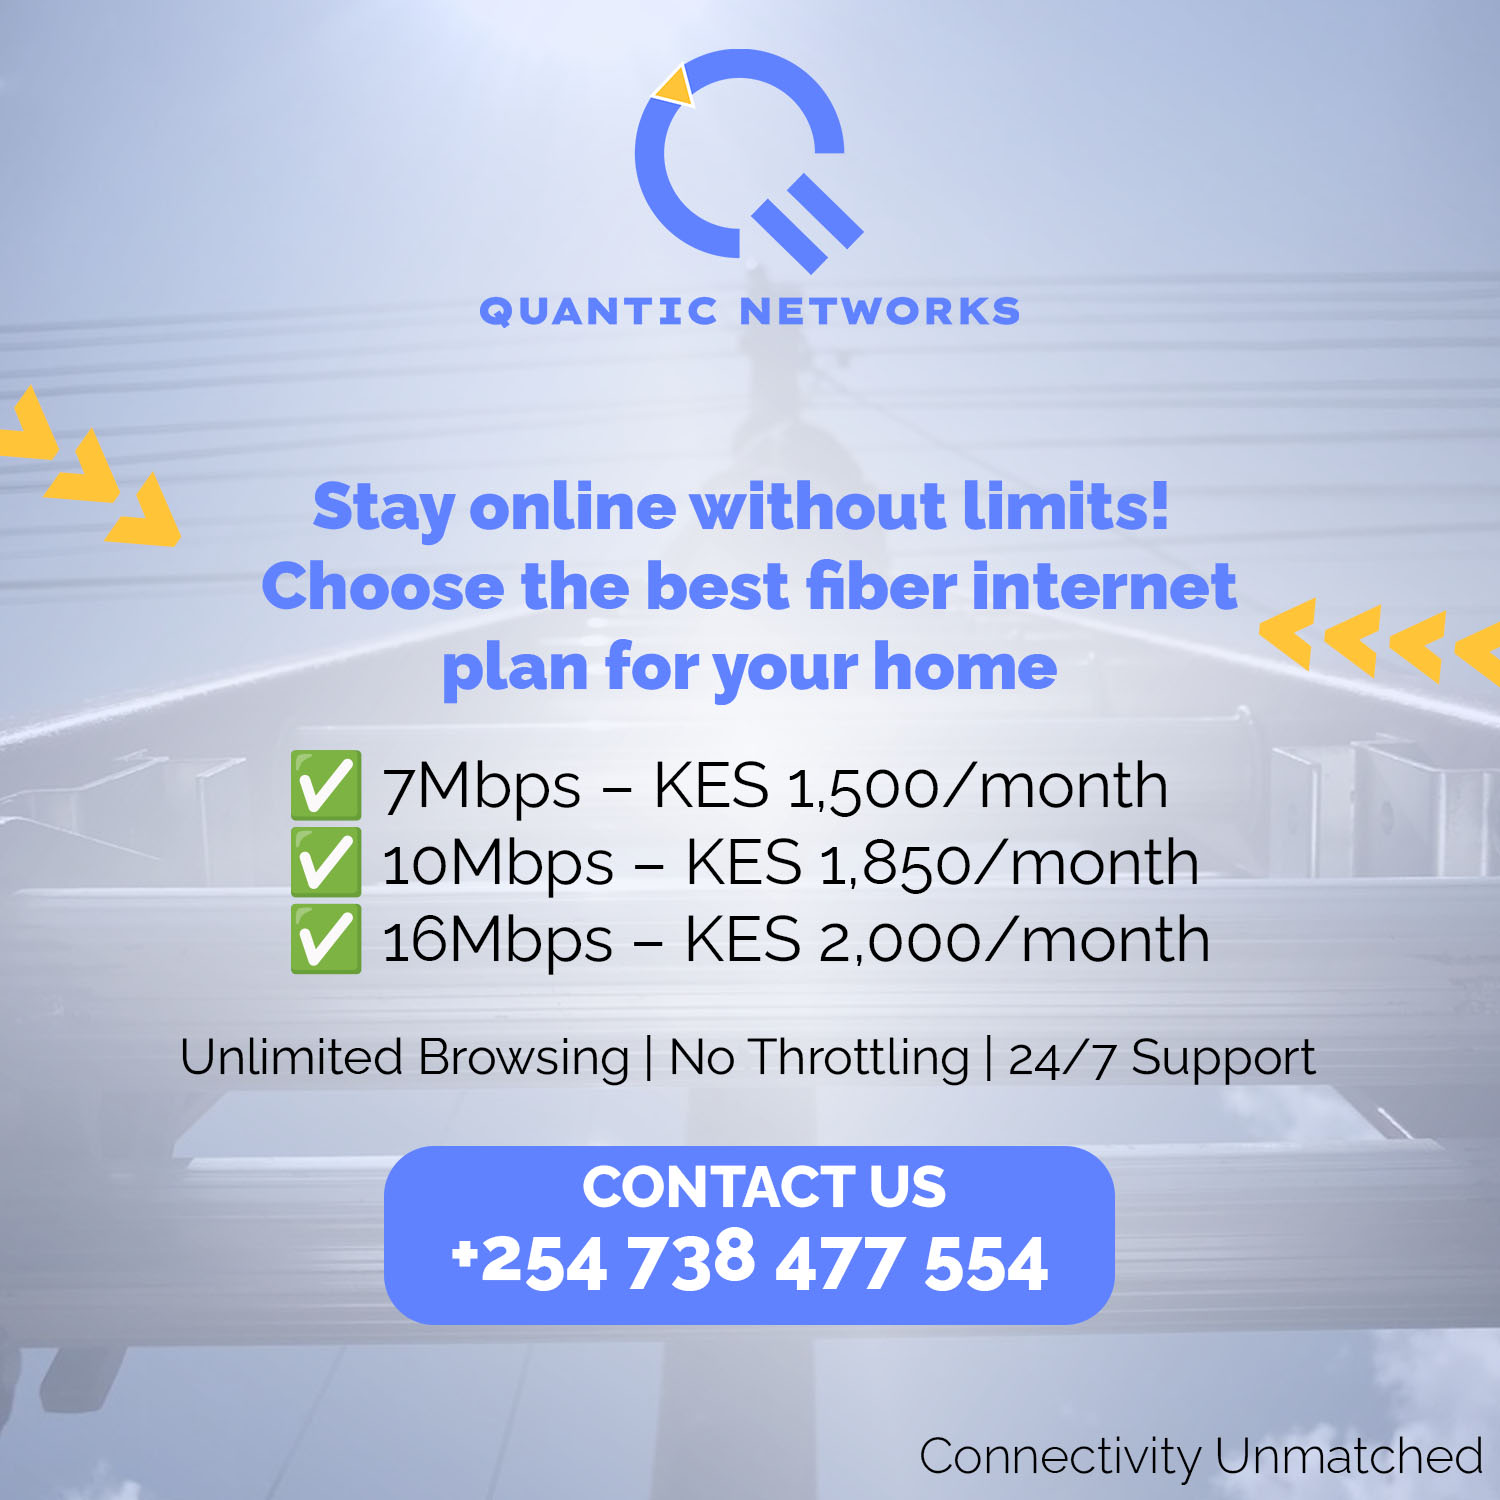 QUANTIC NETWORKS
Stay online without limits!
Choose the best fiber internet
plan for your home
✅ 7Mbps – KES 1,500/month
✅ 10Mbps – KES 1,850/month
✅ 16Mbps – KES 2,000/month
Unlimited Browsing | No Throttling | 24/7 Support
CONTACT US
+254 738 477 554
Connectivity Unmatched